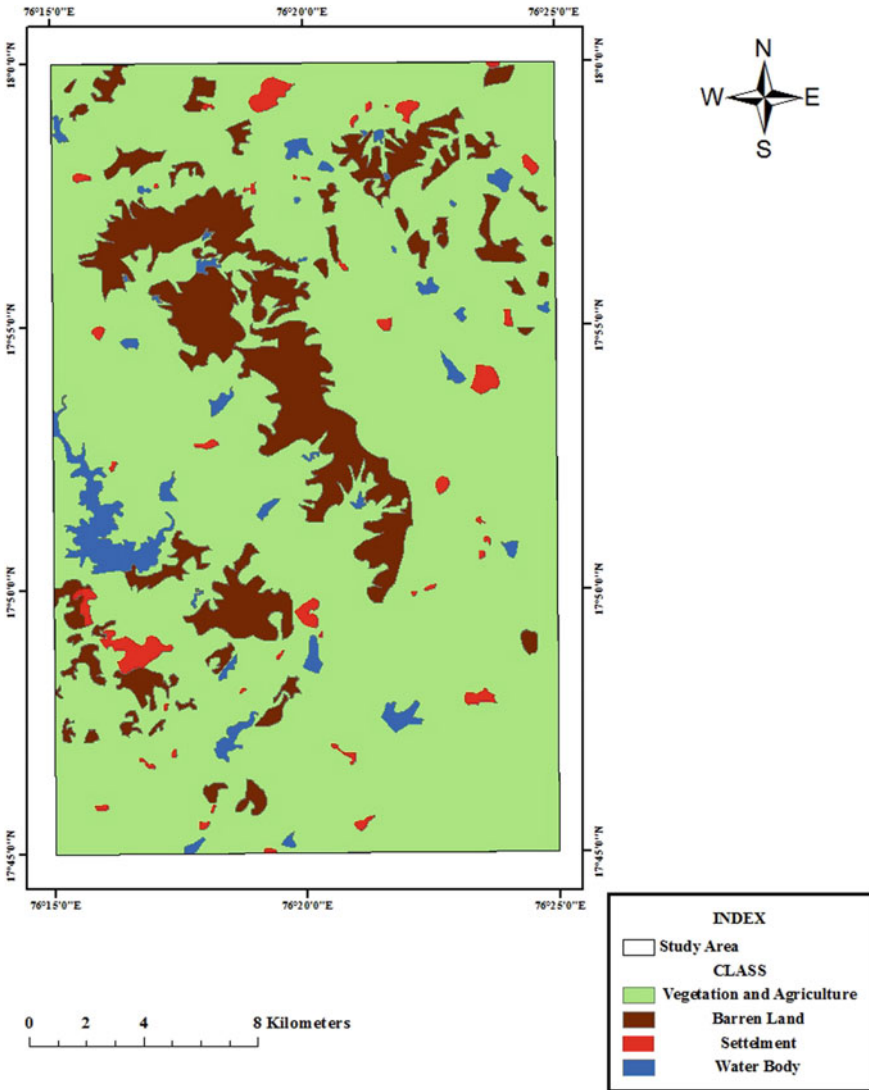 76°15'0"E 76°20'0"E 76°25'0"E
N
W E
S
18°0'0"N 18°0'0"N
17°55'0"N 17°55'0"N
17°50'0"N 17°50'0"N
17°45'0"N 17°45'0"N
76°15'0"E 76°20'0"E 76°25'0"E
INDEX
Study Area
CLASS
Vegetation and Agriculture
Barren Land
Settelment
Water Body
0 2 4 8 Kilometers